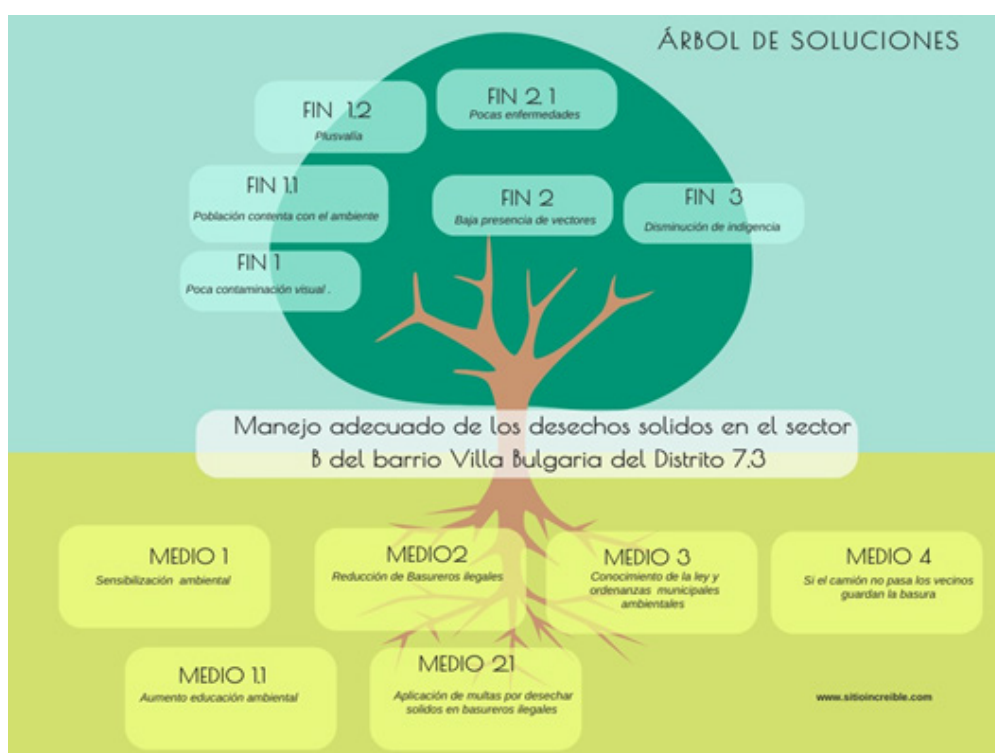 ÁRBOL DE SOLUCIONES
FIN 1.2
Plusvalía
FIN 2.1
Pocas enfermedades
FIN 1.1
Población contenta con el ambiente
FIN 2
Baja presencia de vectores
FIN 3
Disminución de indigencia
FIN 1
Poca contaminación visual .
Manejo adecuado de los desechos solidos en el sector
B del barrio Villa Bulgaria del Distrito 7.3
MEDIO 1
Sensibilización ambiental
MEDIO2
Reducción de Basureros ilegales
MEDIO 3
Conocimiento de la ley y
ordenanzas municipales
ambientales
MEDIO 4
Si el camión no pasa los vecinos
guardan la basura
MEDIO 1.1
Aumento educación ambiental
MEDIO 2.1
Aplicación de multas por desechar
solidos en basureros ilegales
www.sitioincreible.com